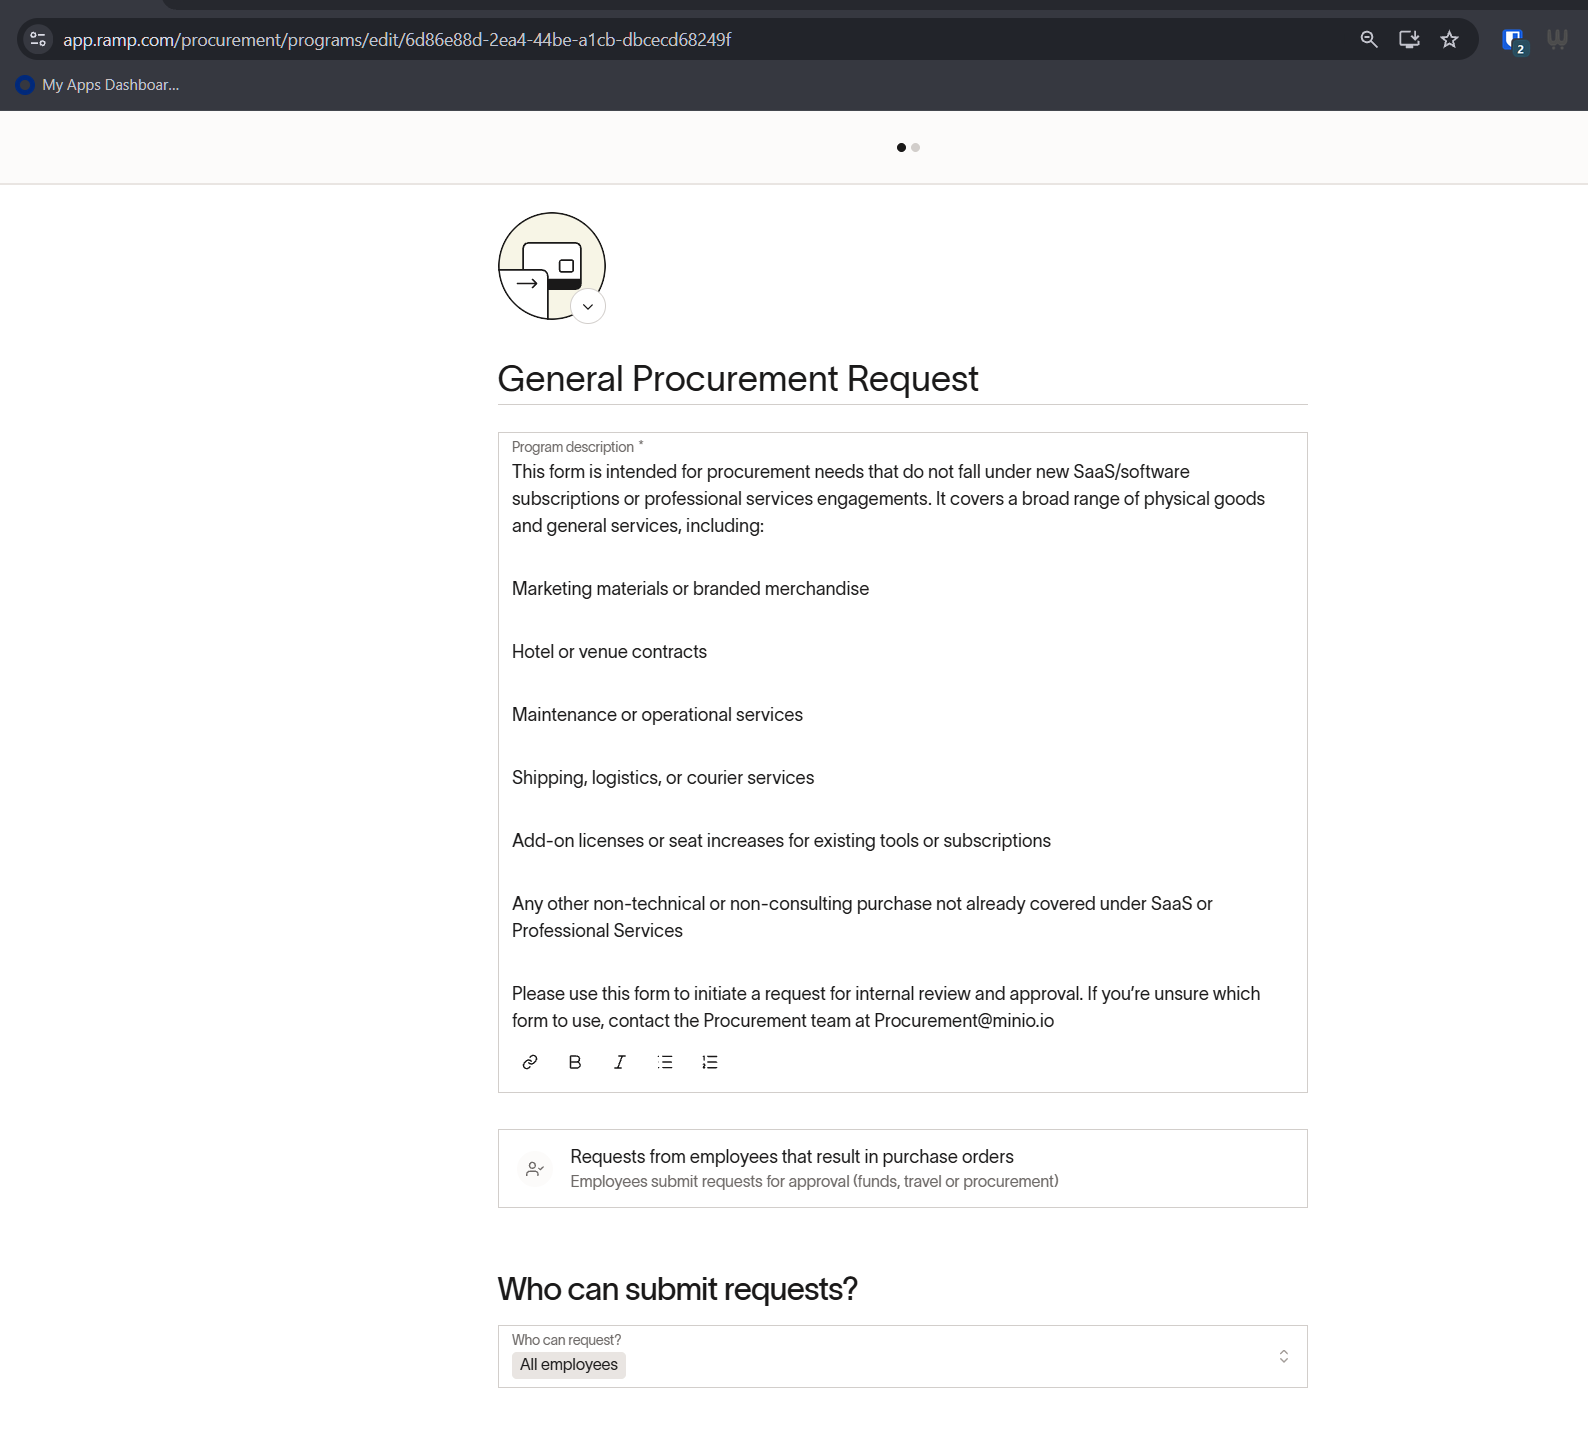 app.ramp.com/procurement/programs/edit/6d86e88d-2ea4-44be-a1cb-dbcecd68249f
2
My Apps Dashboar...
General Procurement Request
Program description *
This form is intended for procurement needs that do not fall under new SaaS/software
subscriptions or professional services engagements. It covers a broad range of physical goods
and general services, including:
Marketing materials or branded merchandise
Hotel or venue contracts
Maintenance or operational services
Shipping, logistics, or courier services
Add-on licenses or seat increases for existing tools or subscriptions
Any other non-technical or non-consulting purchase not already covered under SaaS or
Professional Services
Please use this form to initiate a request for internal review and approval. If you’re unsure which
form to use, contact the Procurement team at Procurement@minio.io
B I
Requests from employees that result in purchase orders
Employees submit requests for approval (funds, travel or procurement)
Who can submit requests?
Who can request?
All employees